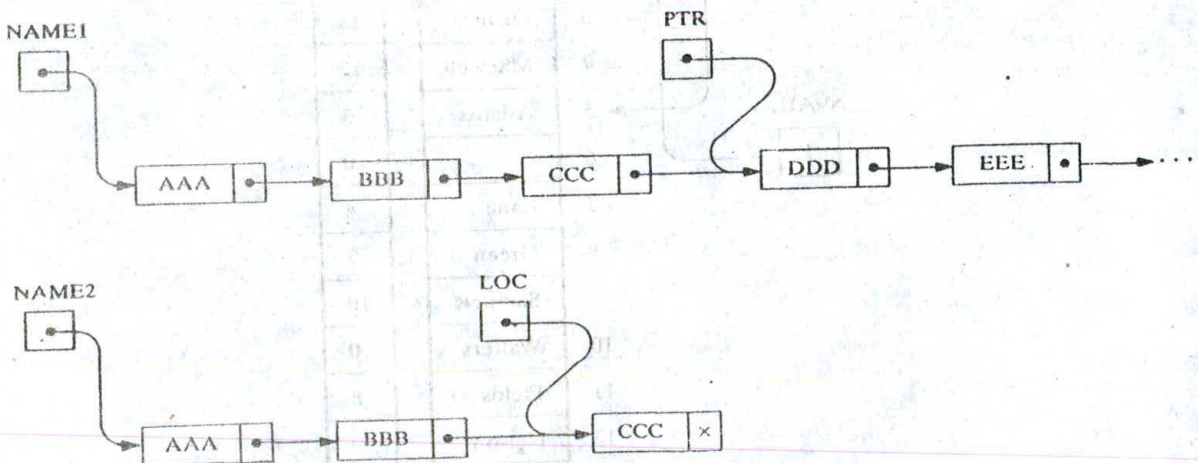 NAME1
PTR
AAA
BBB
CCC
DDD
EEE
....
NAME2
LOC
AAA
BBB
CCC
×